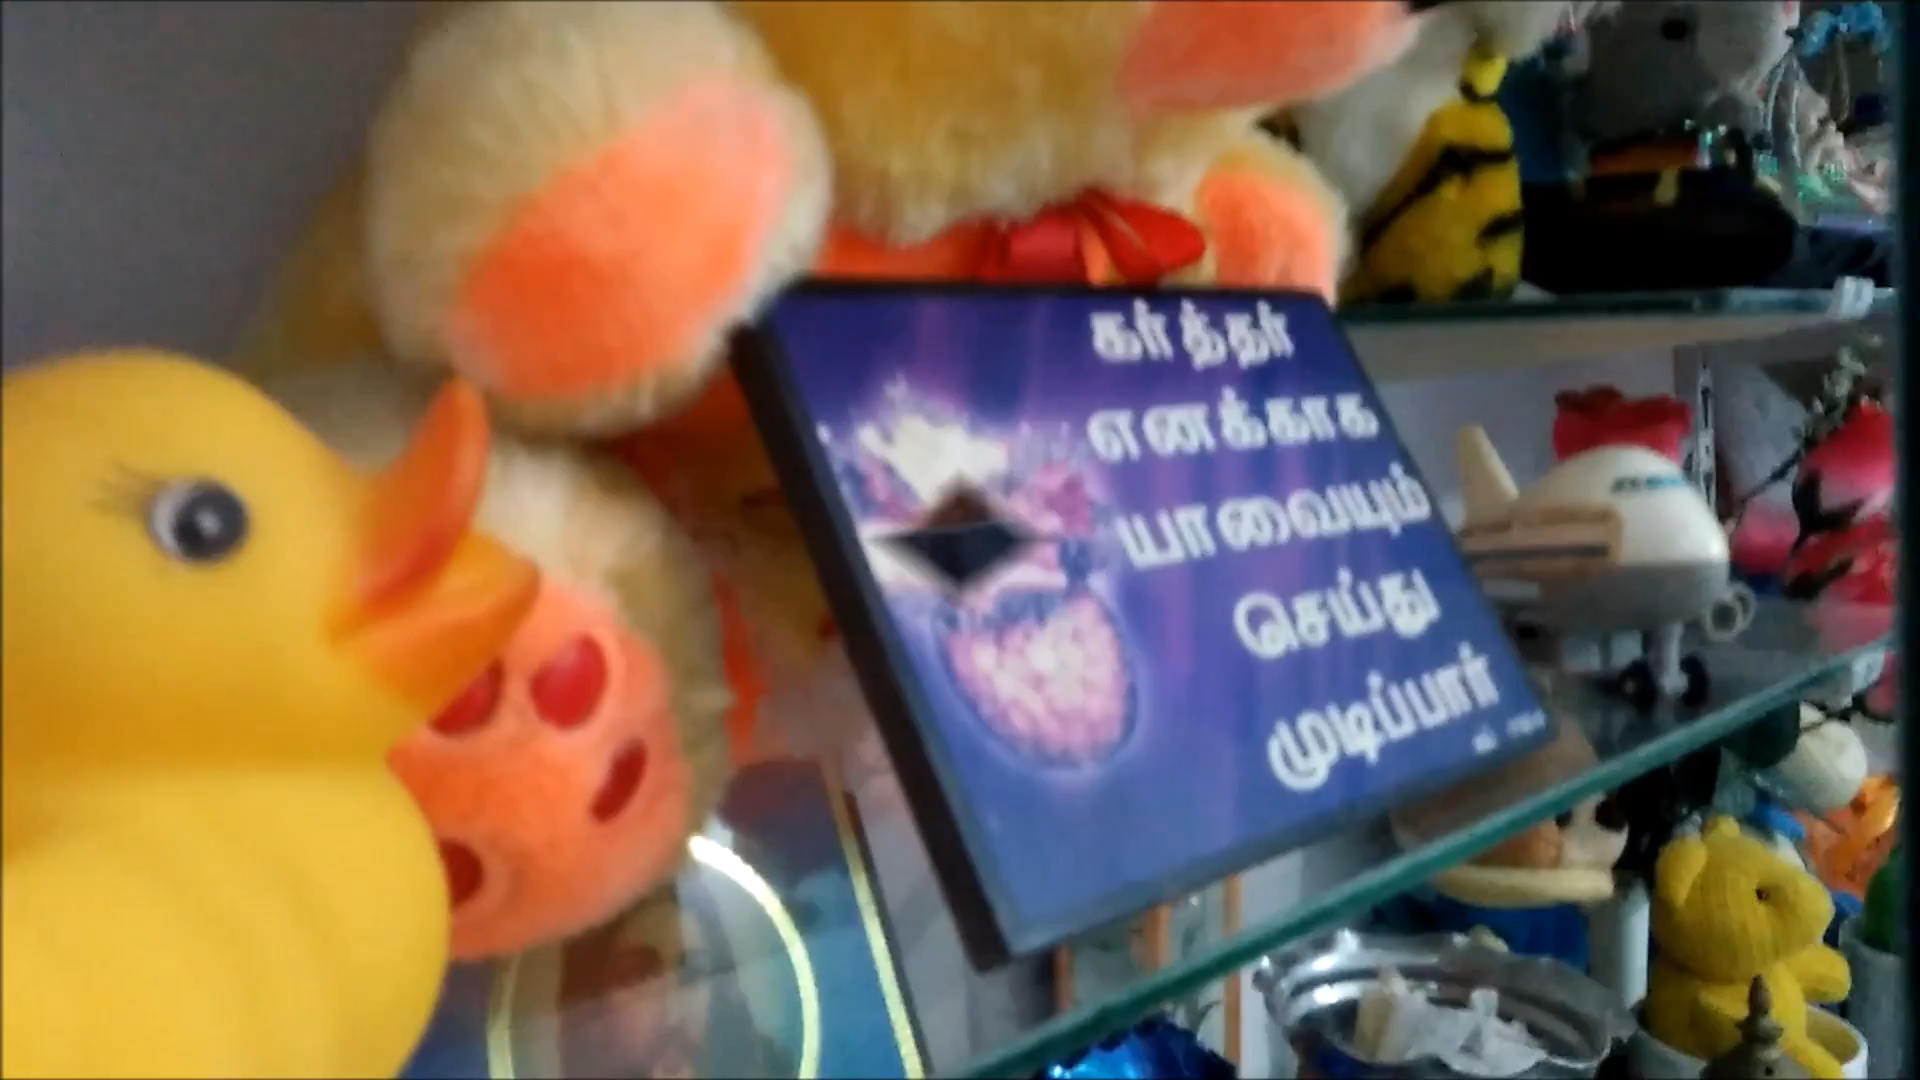 கர்த்தர்
எனக்காக
யாவையும்
செய்து
முடிப்பார்